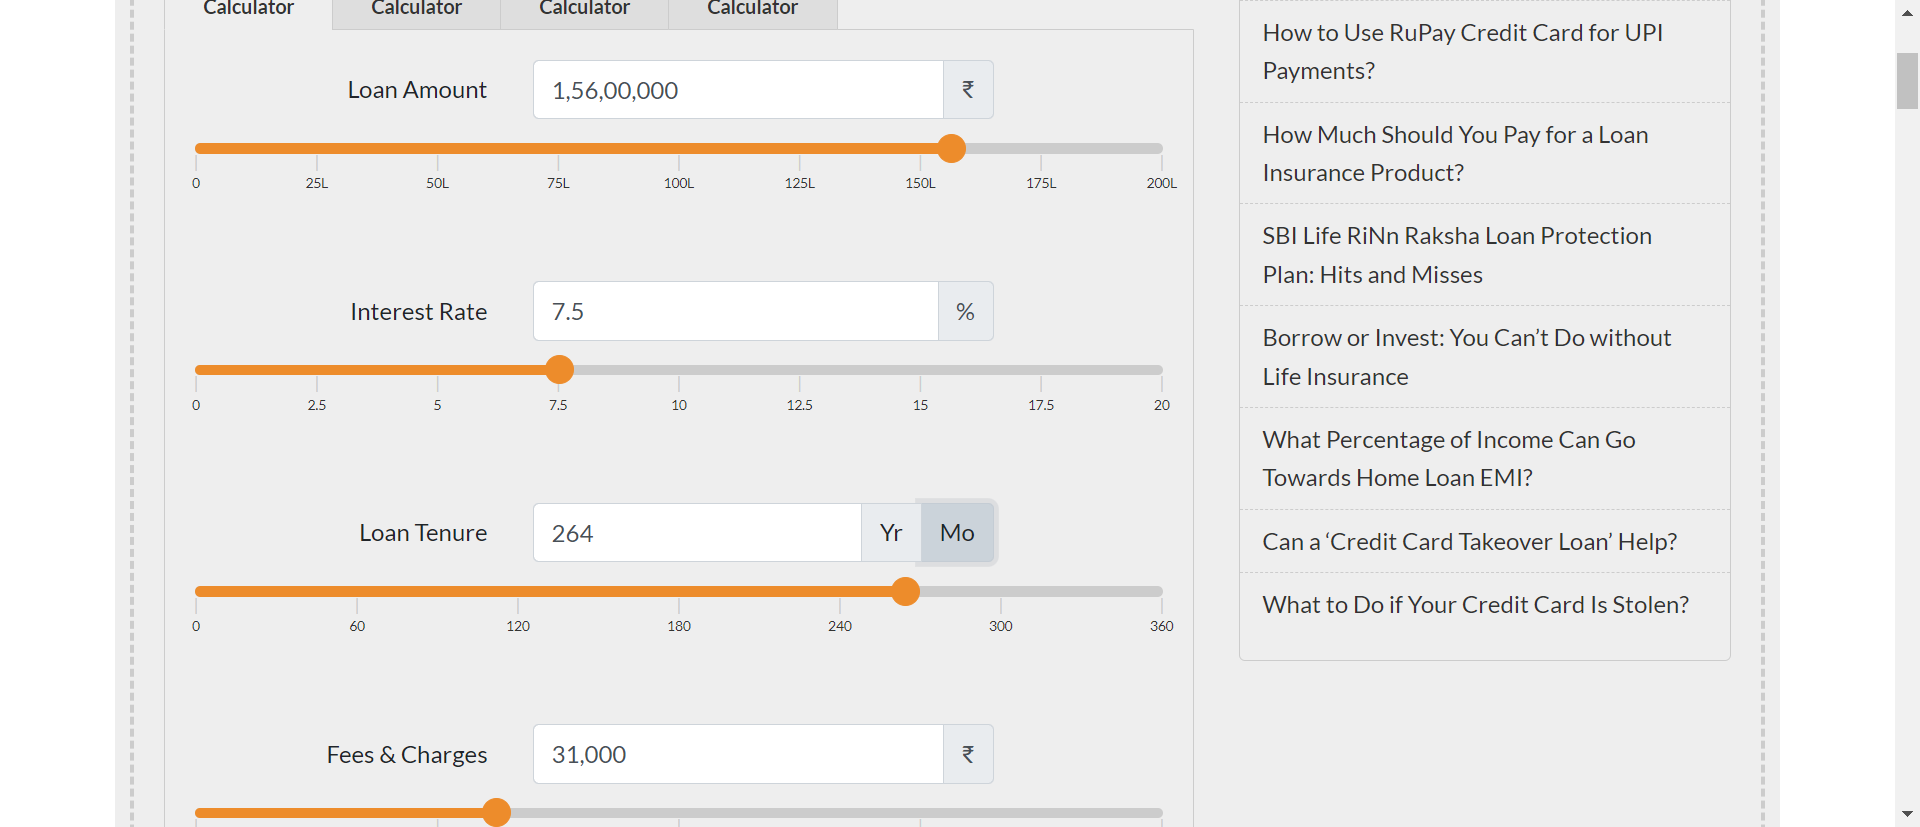 Calculator Calculator Calculator Calculator
Loan Amount 1,56,00,000 ₹
0 25L 50L 75L 100L 125L 150L 175L 200L
Interest Rate 7.5 %
0 2.5 5 7.5 10 12.5 15 17.5 20
Loan Tenure 264 Yr Mo
0 60 120 180 240 300 360
Fees & Charges 31,000 ₹
How to Use RuPay Credit Card for UPI
Payments?
How Much Should You Pay for a Loan
Insurance Product?
SBI Life RiNn Raksha Loan Protection
Plan: Hits and Misses
Borrow or Invest: You Can’t Do without
Life Insurance
What Percentage of Income Can Go
Towards Home Loan EMI?
Can a ‘Credit Card Takeover Loan’ Help?
What to Do if Your Credit Card Is Stolen?